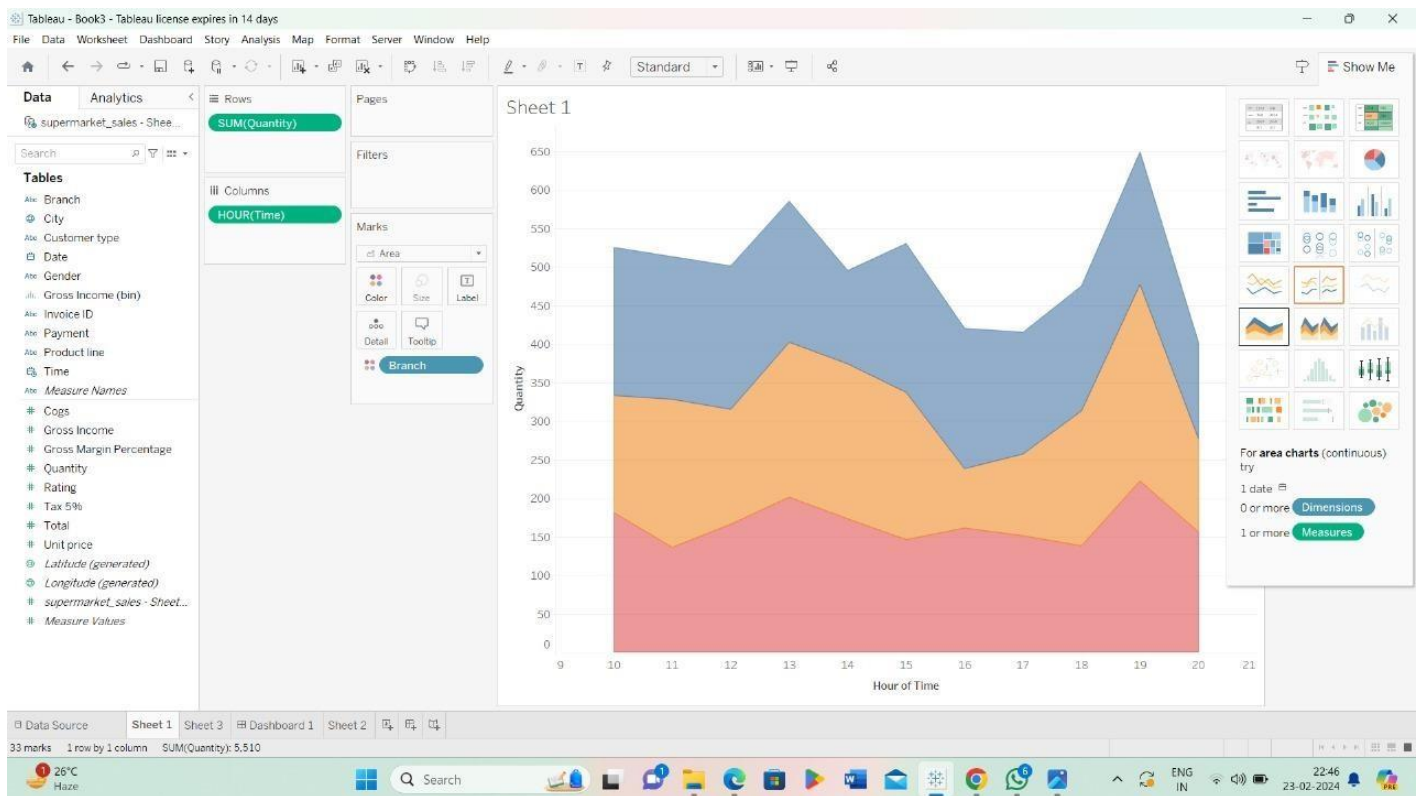 Tableau - Book3 - Tableau license expires in 14 days
File Data Worksheet Dashboard Story Analysis Map Format Server Window Help
Standard
Show Me
Data Analytics
supermarket_sales - Shee...
Search
Tables
Branch
City
Customer type
Date
Gender
Gross Income (bin)
Invoice ID
Payment
Product line
Time
Measure Names
Cogs
Gross Income
Gross Margin Percentage
Quantity
Rating
Tax 5%
Total
Unit price
Latitude (generated)
Longitude (generated)
supermarket_sales - Sheet...
Measure Values
Rows
SUM(Quantity)
Columns
HOUR(Time)
Pages
Filters
Marks
Area
Color Size Label
Detail Tooltip
Branch
Sheet 1
650
600
550
500
450
400
350
300
250
200
150
100
50
0
Quantity
9 10 11 12 13 14 15 16 17 18 19 20 21
Hour of Time
For area charts (continuous)
try
1 date
0 or more Dimensions
1 or more Measures
Data Source Sheet 1 Sheet 3 Dashboard 1 Sheet 2
33 marks 1 row by 1 column SUM(Quantity): 5,510
1 26°C
Haze
Search
1
6
ENG
IN
22:46
23-02-2024
PRE